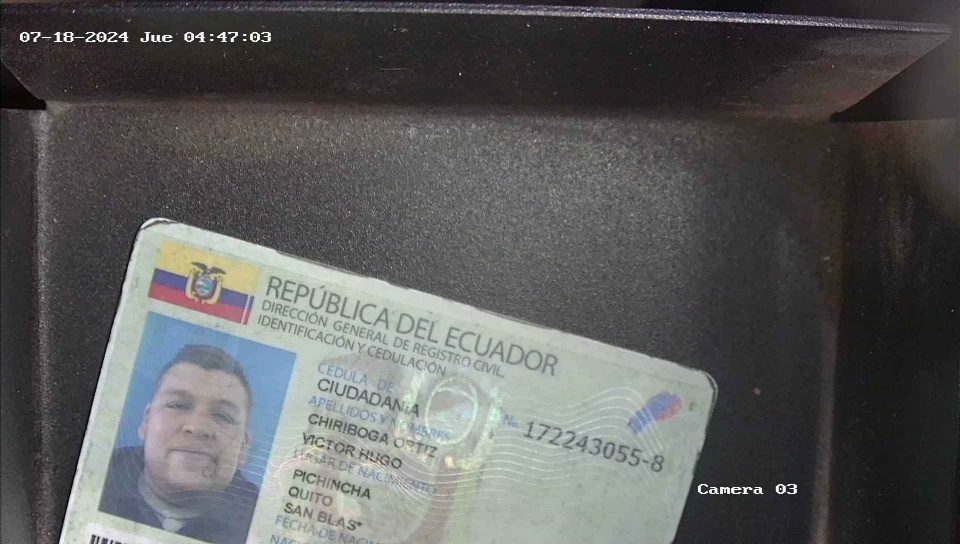 07-18-2024 Jue 04:47:03
REPÚBLICA DEL ECUADOR
DIRECCIÓN GENERAL DE REGISTRO CIVIL,
IDENTIFICACIÓN Y CEDULACIÓN
CÉDULA DE
CIUDADANÍA
APELLIDOS Y NOMBRES
CHIRIBOGA ORTIZ
VICTOR HUGO
LUGAR DE NACIMIENTO
PICHINCHA
QUITO
SAN BLAS*
FECHA DE NACIM
NAC
No. 172243055-8
Camera 03